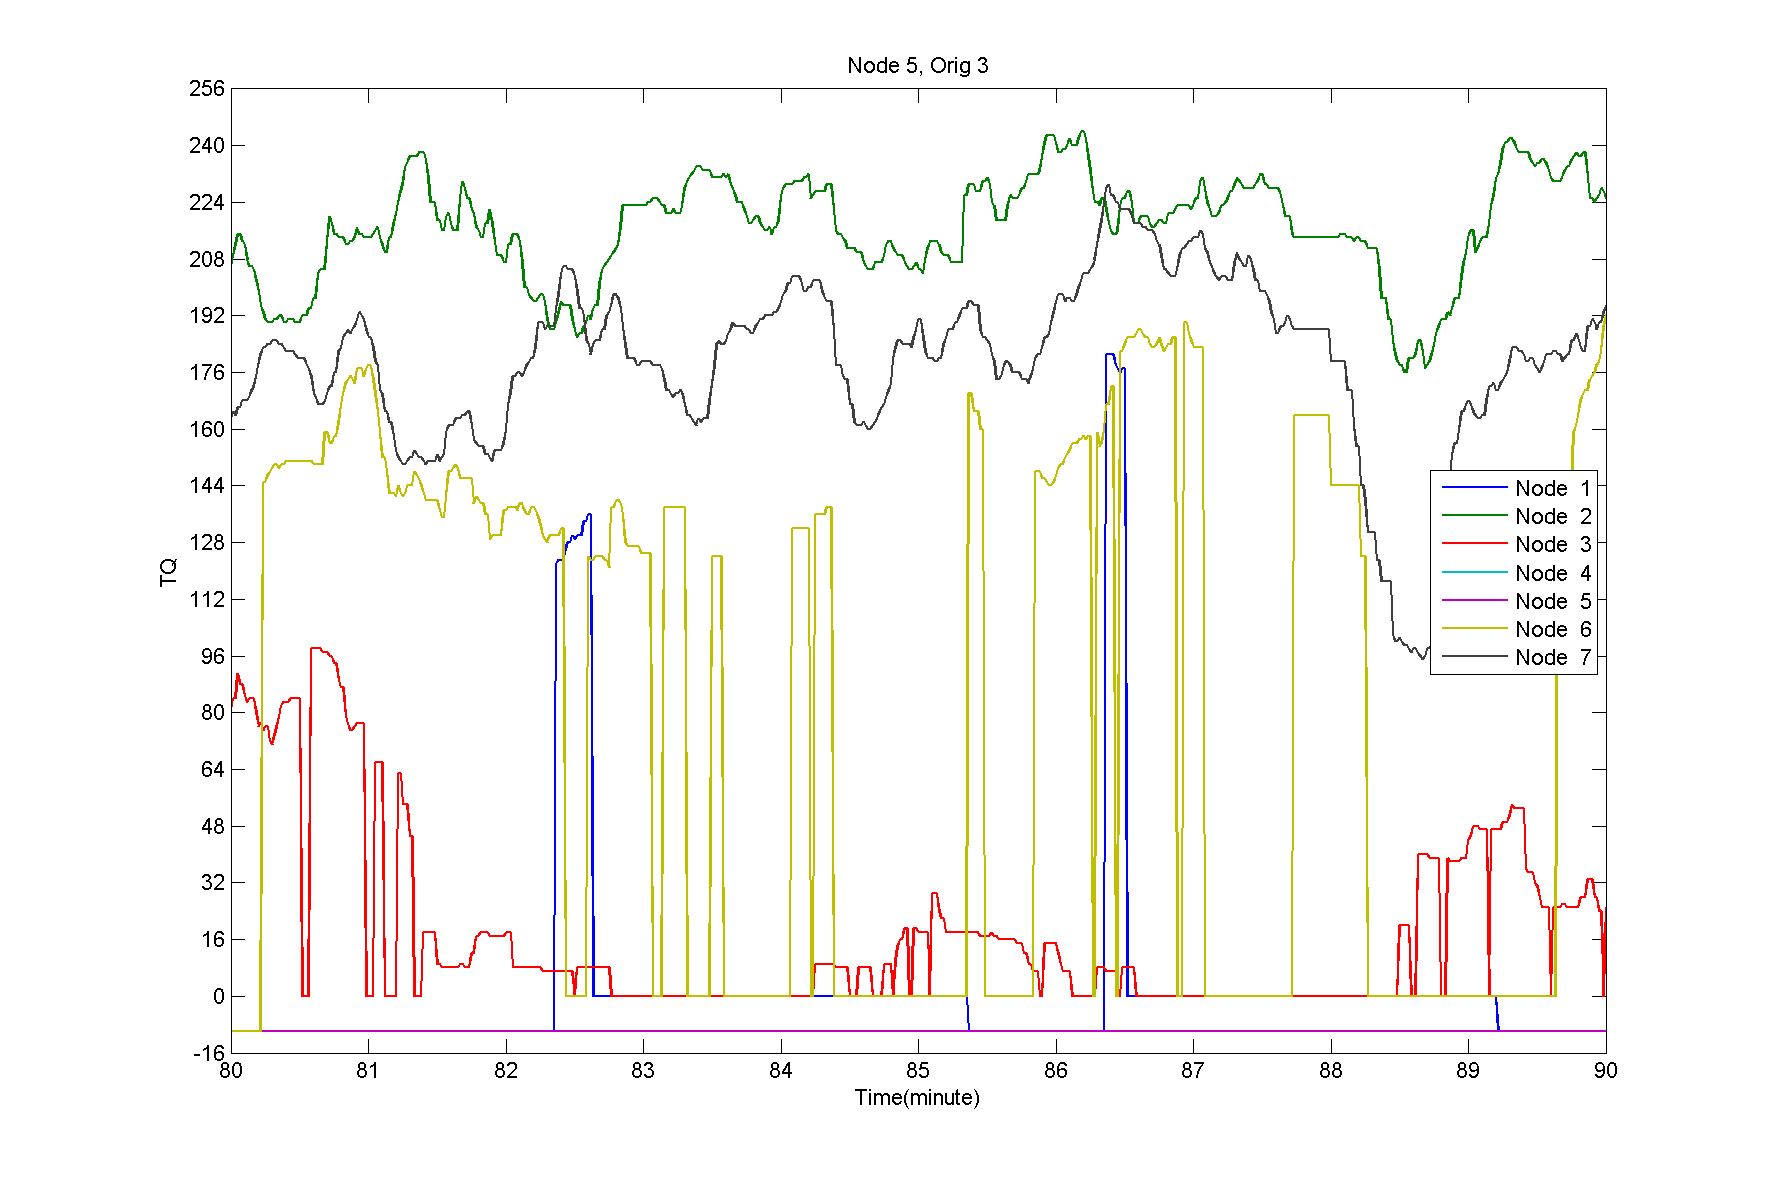 Node 5, Orig 3
256
240
224
208
192
176
160
144
128
112
96
80
64
48
32
16
0
-16
TQ
Node 1
Node 2
Node 3
Node 4
Node 5
Node 6
Node 7
80 81 82 83 84 85 86 87 88 89 90
Time(minute)